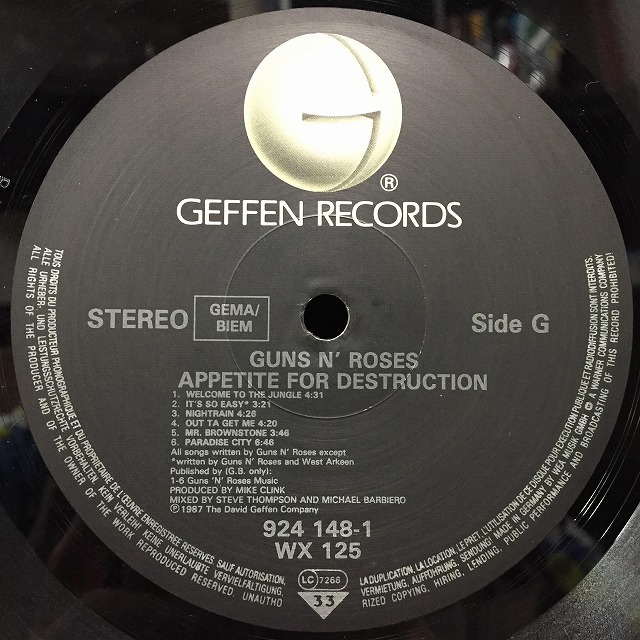 ®
GEFFEN RECORDS
STEREO
GEMA/
BIEM
Side G
GUNS N' ROSES
APPETITE FOR DESTRUCTION
1. WELCOME TO THE JUNGLE 4:31
2. IT'S SO EASY* 3:21
3. NIGHTRAIN 4:26
4. OUT TA GET ME 4:20
5. MR. BROWNSTONE 3:46
6. PARADISE CITY 6:46
All songs written by Guns N' Roses except
*written by Guns N' Roses and West Arkeen
Published by (G.B. only):
1-6 Guns 'N' Roses Music
PRODUCED BY MIKE CLINK
MIXED BY STEVE THOMPSON AND MICHAEL BARBIERO
℗ 1987 The David Geffen Company
924 148-1
WX 125
LC 7266
33
TOUS DROITS DU PRODUCTEUR PHONOGRAPHIQUE ET DU PROPRIETAIRE DE L'ŒUVRE ENREGISTREE RESERVES. SAUF AUTORISATION, LA DUPLICATION, LA LOCATION, LE PRET, L'UTILISATION DE CE DISQUE POUR EXECUTION PUBLIQUE ET RADIODIFFUSION SONT INTERDITS.
ALLE URHEBER- UND LEISTUNGSSCHUTZRECHTE VORBEHALTEN. KEIN VERLEIH! KEINE UNERLAUBTE VERVIELFÄLTIGUNG, VERMIETUNG, AUFFÜHRUNG, SENDUNG! MADE IN GERMANY BY WEA MUSIK GMBH. A WARNER COMMUNICATIONS COMPANY
ALL RIGHTS OF THE PRODUCER AND OF THE OWNER OF THE WORK REPRODUCED RESERVED. UNAUTHORIZED COPYING, HIRING, LENDING, PUBLIC PERFORMANCE AND BROADCASTING OF THIS RECORD PROHIBITED!